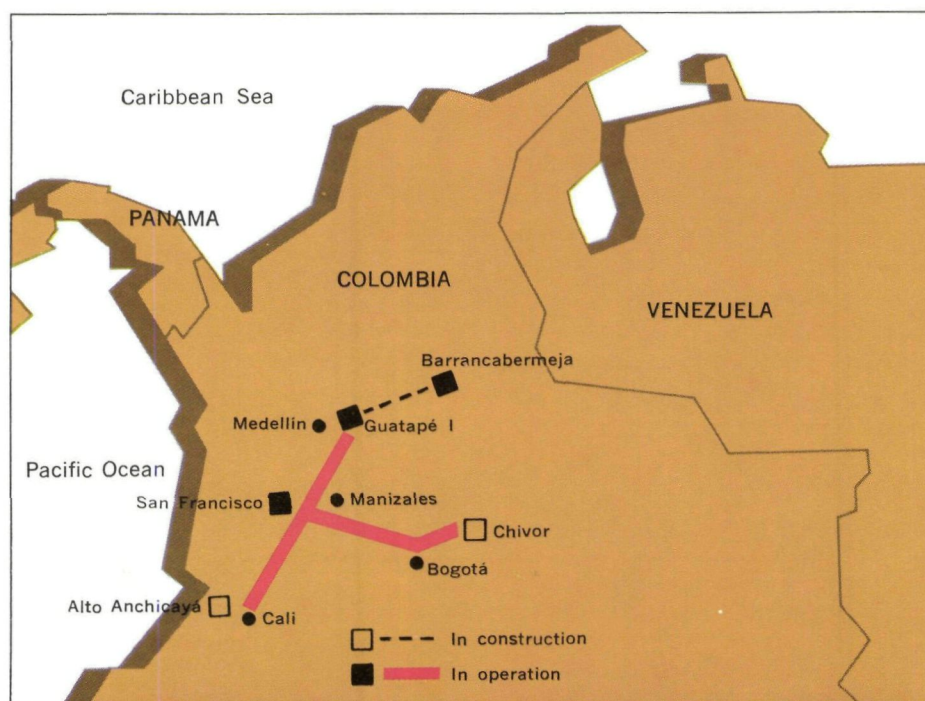 Caribbean Sea
PANAMA
COLOMBIA
VENEZUELA
Barrancabermeja
Medellín
Guatapé I
Pacific Ocean
San Francisco
Manizales
Chivor
Bogotá
Alto Anchicayá
Cali
In construction
In operation